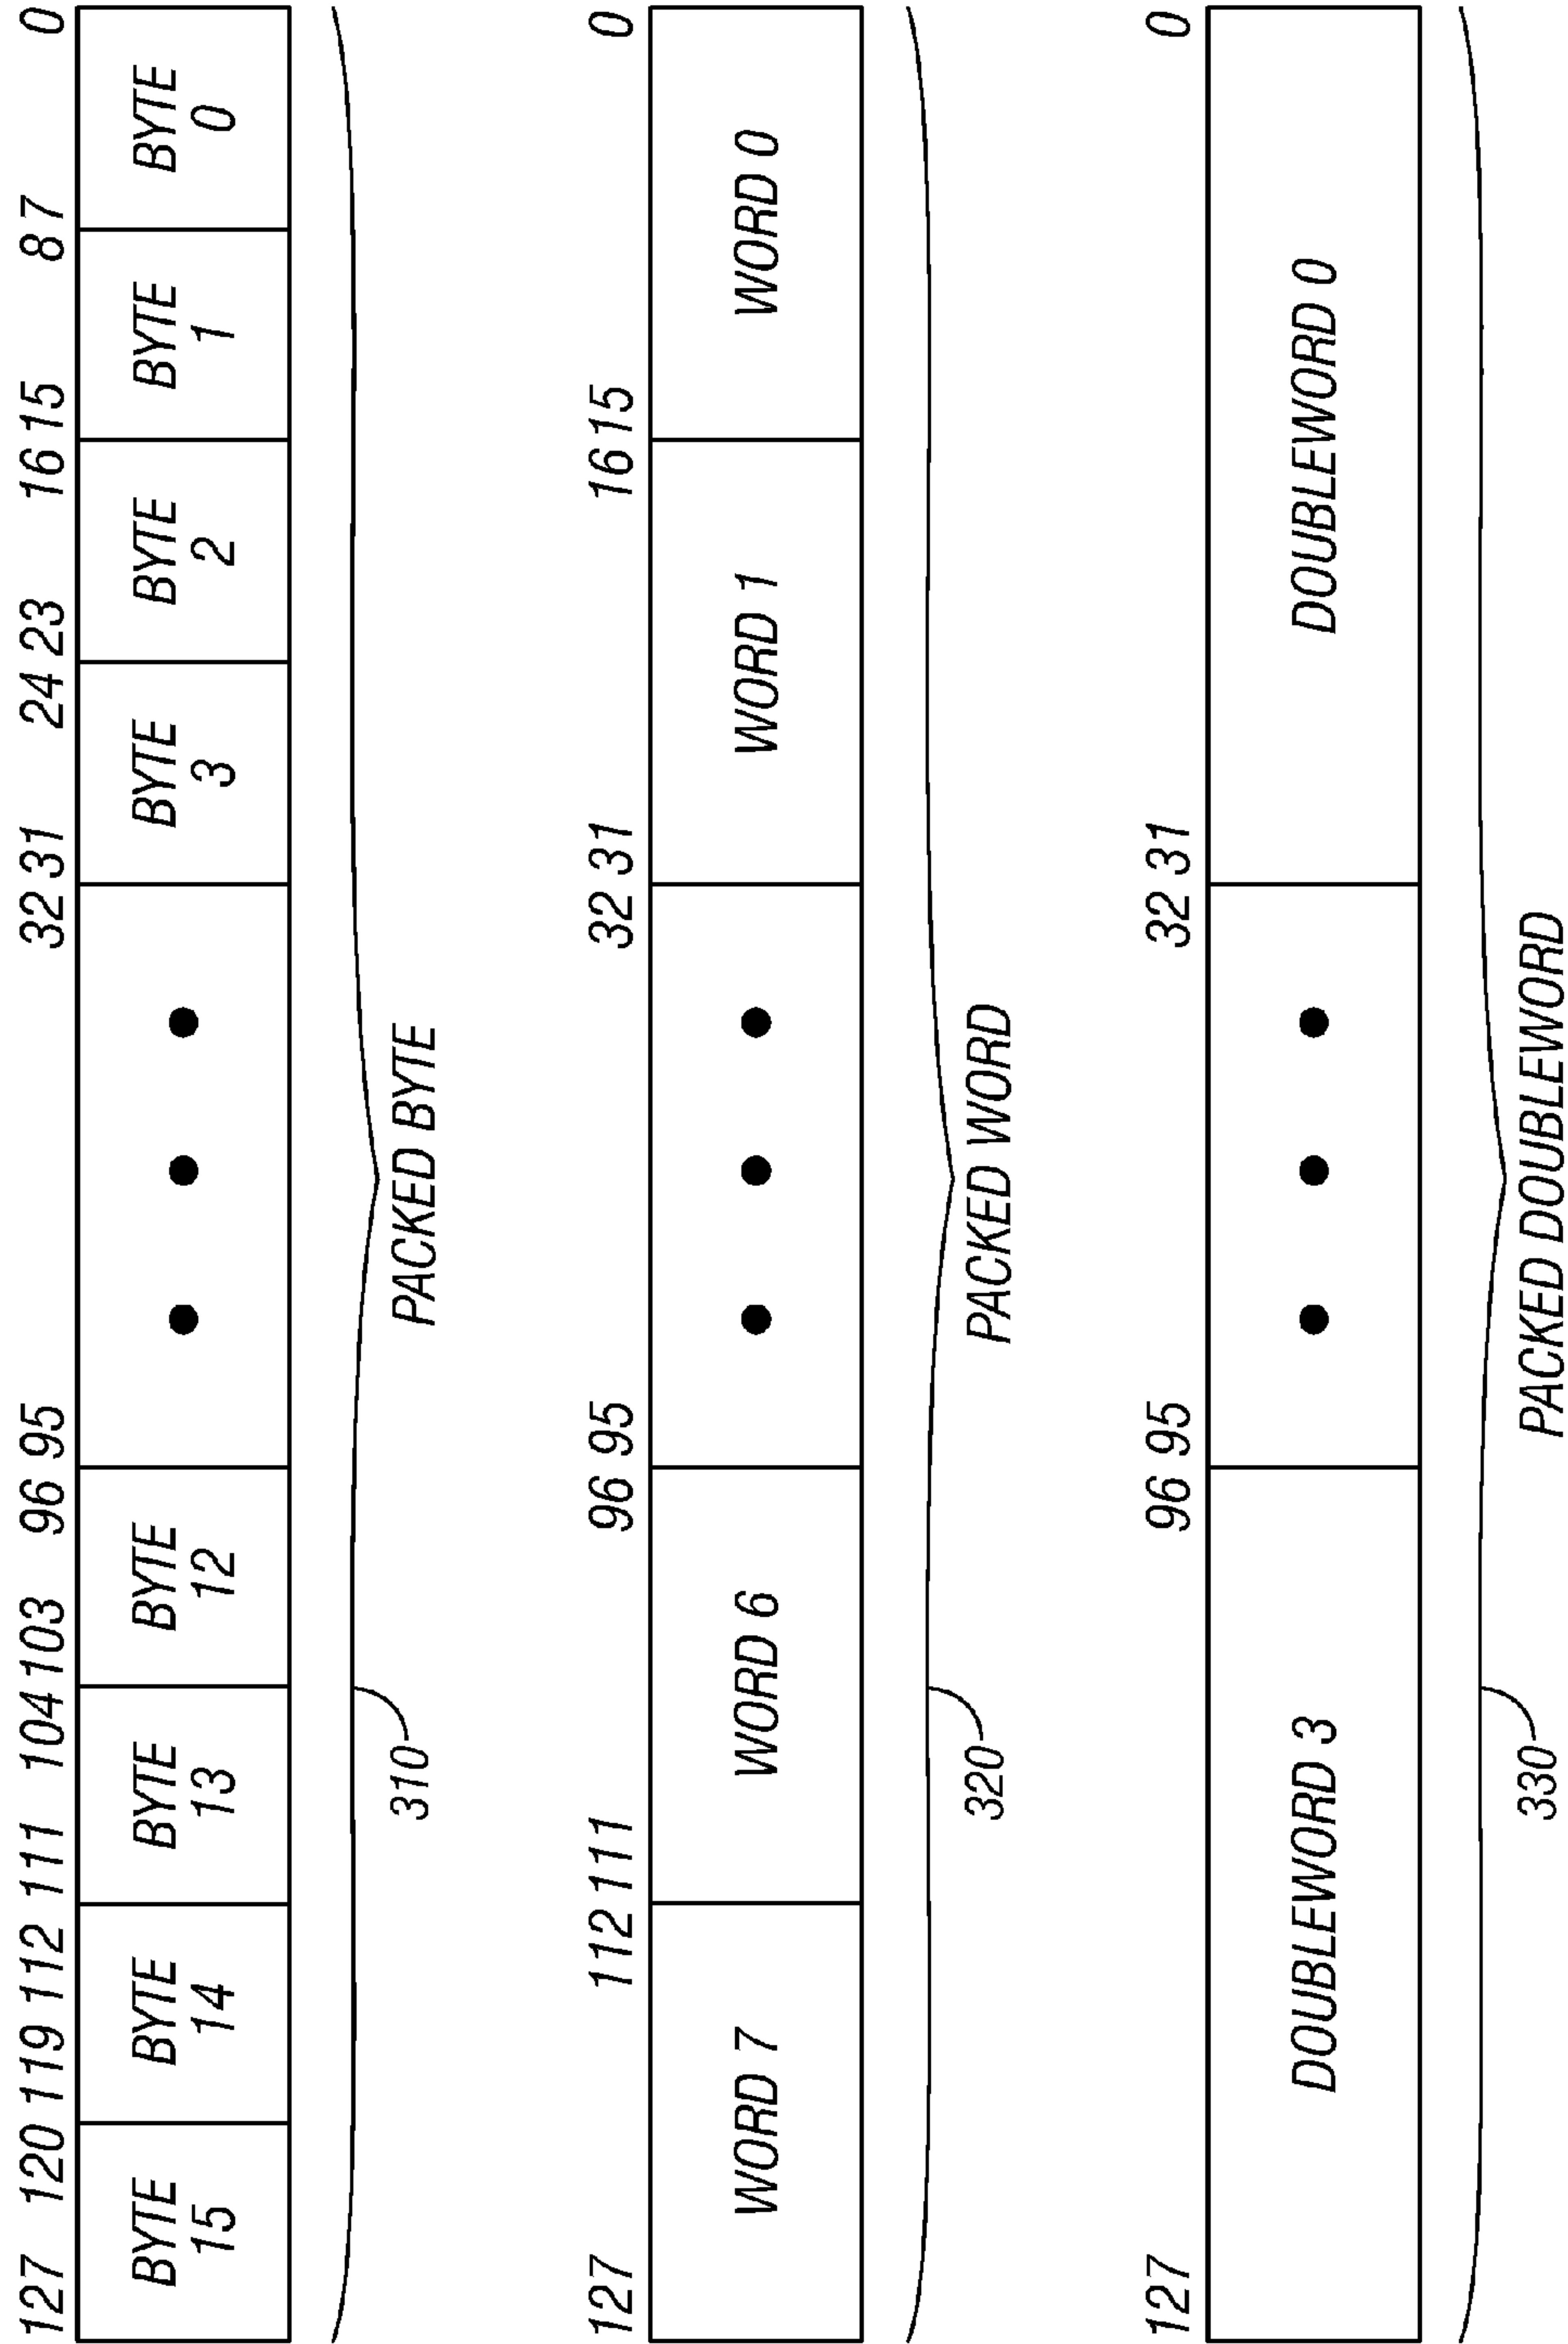 127 120 119 112 111 104 103 96 95 32 31 24 23 16 15 8 7 0
BYTE 15 BYTE 14 BYTE 13 BYTE 12 BYTE 3 BYTE 2 BYTE 1 BYTE 0
310
PACKED BYTE
127 112 111 96 95 32 31 16 15 0
WORD 7 WORD 6 WORD 1 WORD 0
320
PACKED WORD
127 96 95 32 31 0
DOUBLEWORD 3 DOUBLEWORD 0
330
PACKED DOUBLEWORD